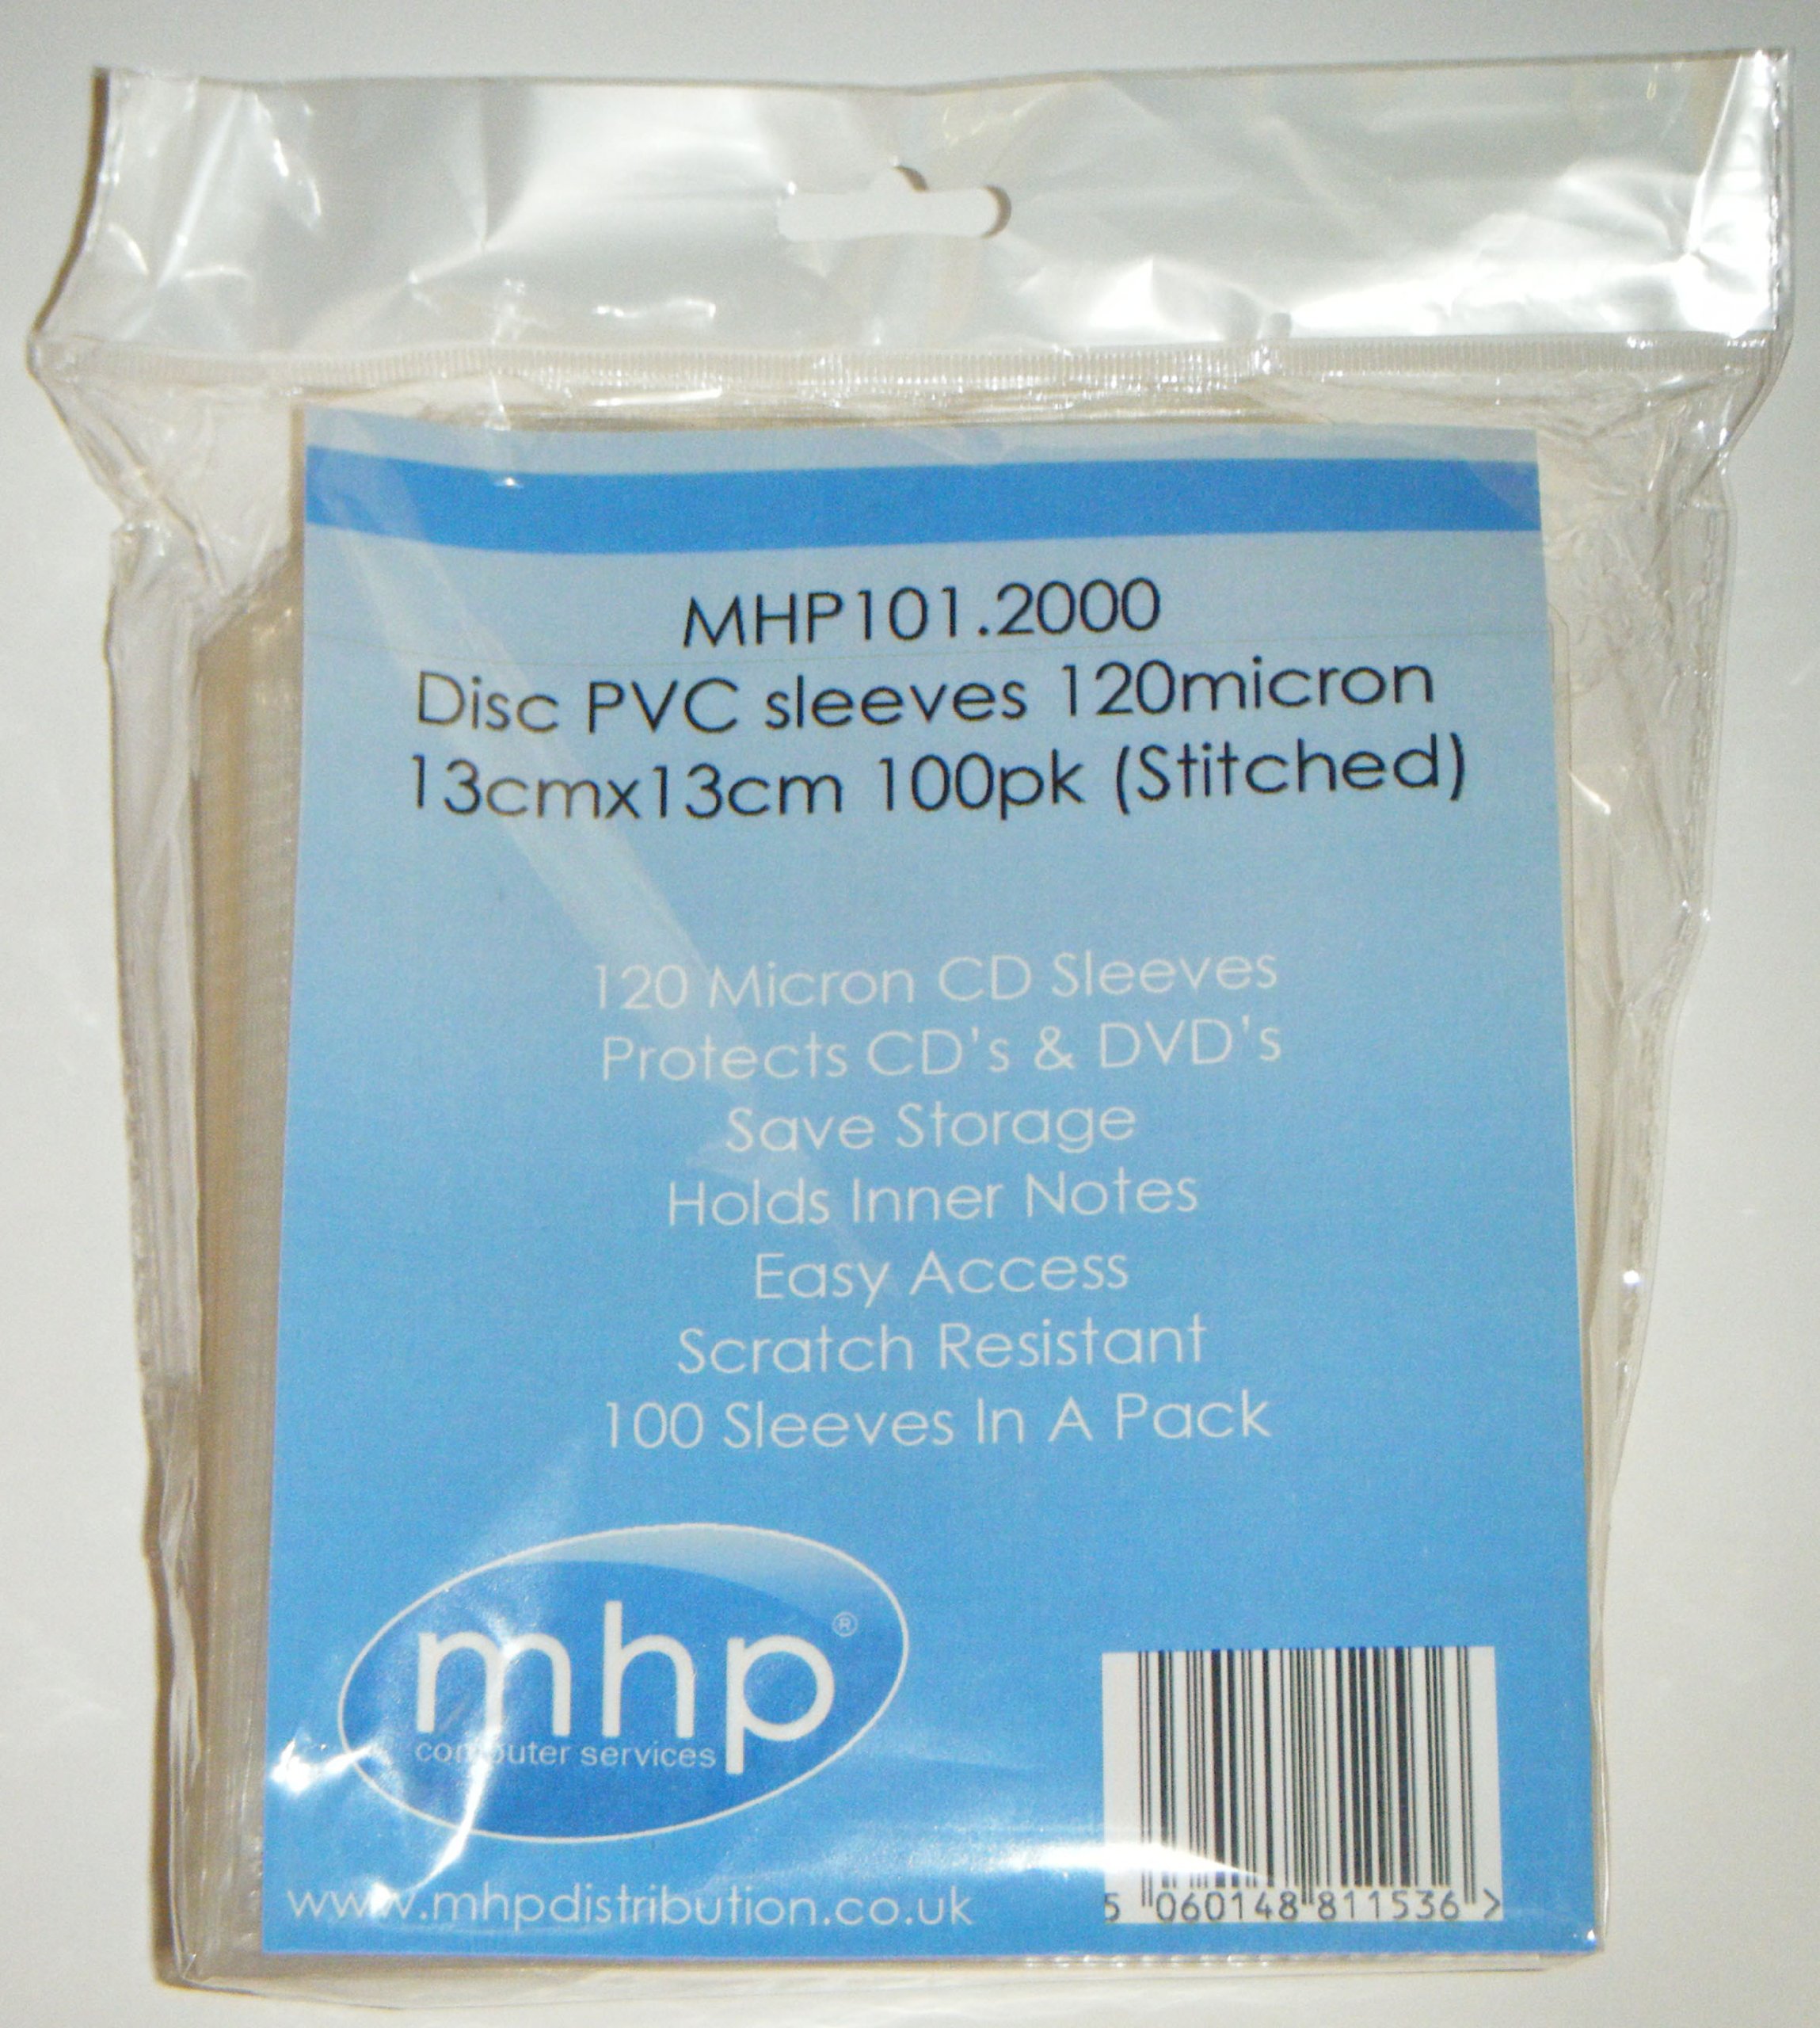 MHP101.2000
Disc PVC sleeves 120micron
13cmx13cm 100pk (Stitched)
120 Micron CD Sleeves
Protects CD's & DVD's
Save Storage
Holds Inner Notes
Easy Access
Scratch Resistant
100 Sleeves In A Pack
mhp®
computer services
www.mhpdistribution.co.uk
5 060148 811536 >